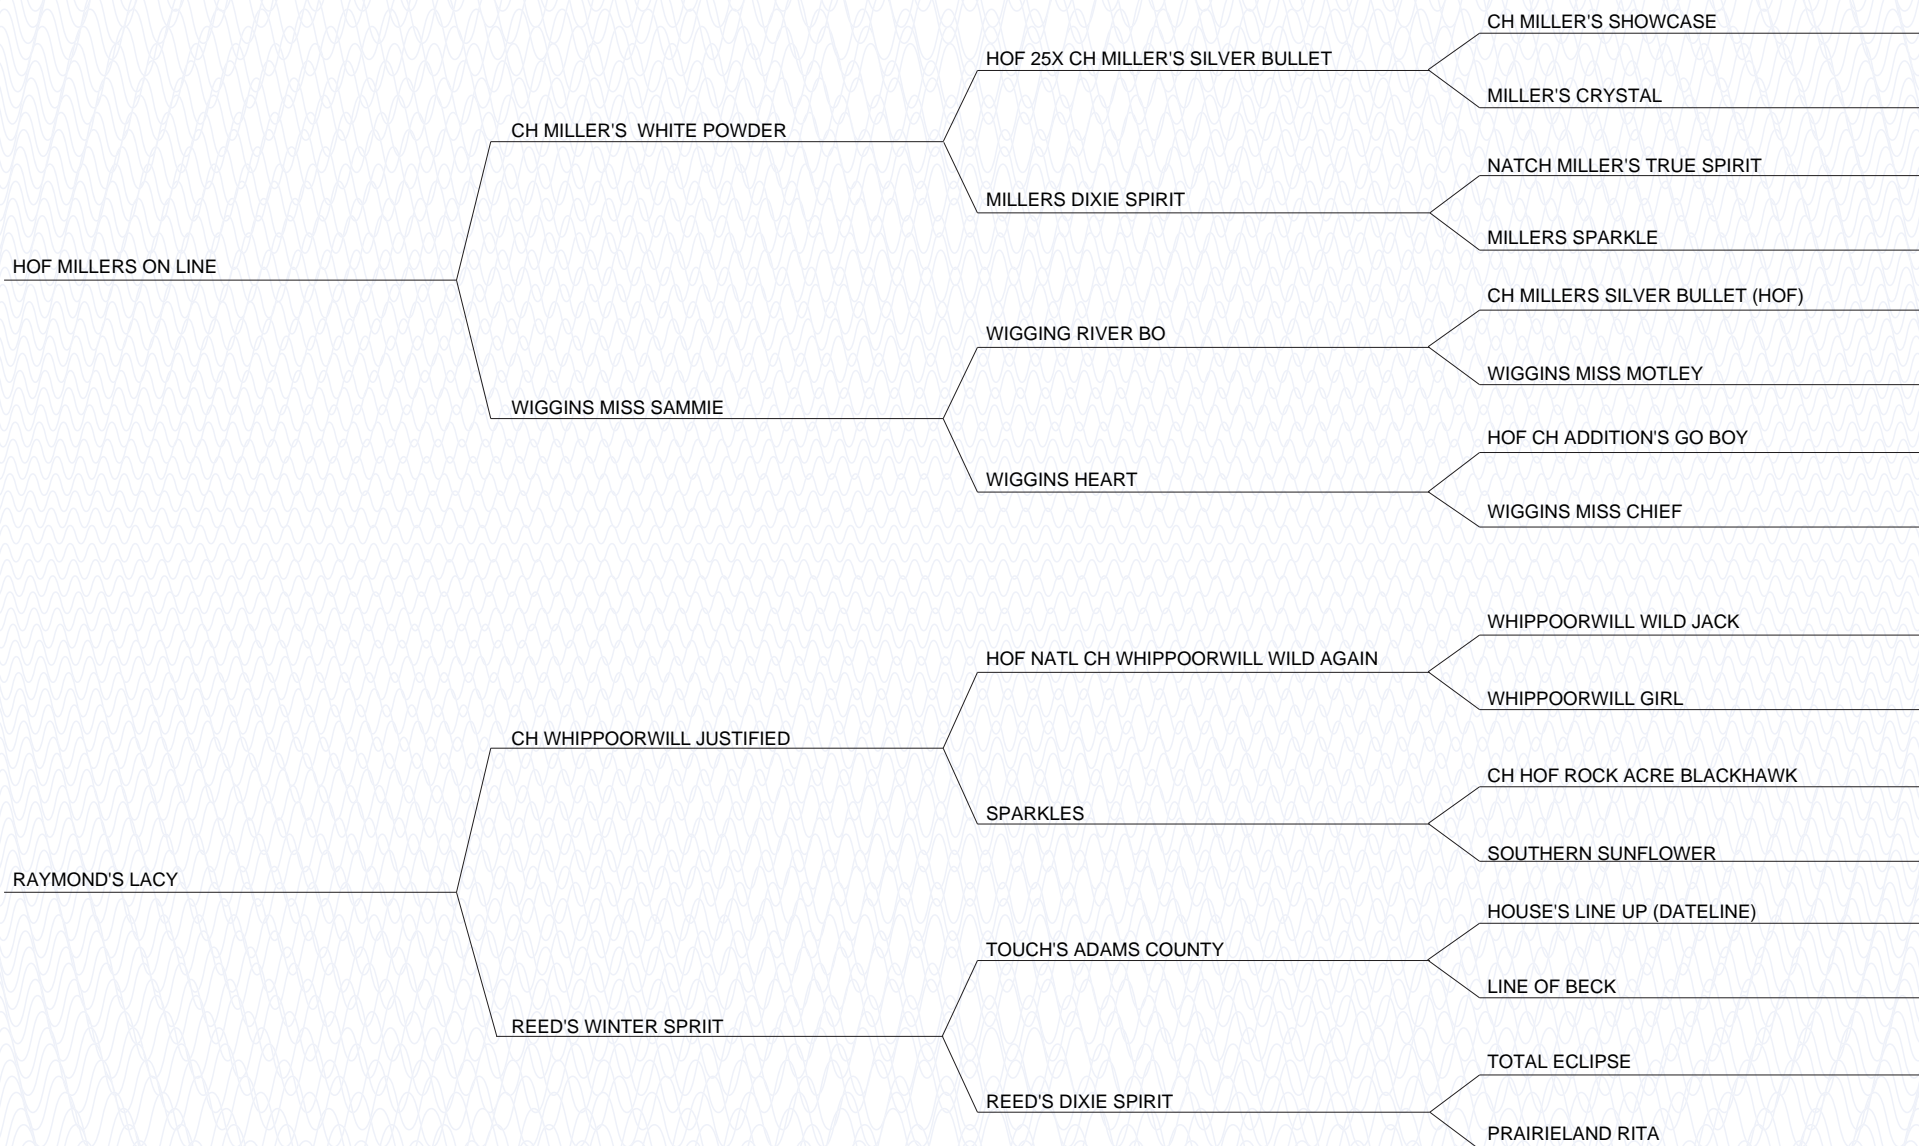 CH MILLER'S SHOWCASE
HOF 25X CH MILLER'S SILVER BULLET
MILLER'S CRYSTAL
CH MILLER'S  WHITE POWDER
NATCH MILLER'S TRUE SPIRIT
MILLERS DIXIE SPIRIT
MILLERS SPARKLE
HOF MILLERS ON LINE
CH MILLERS SILVER BULLET (HOF)
WIGGING RIVER BO
WIGGINS MISS MOTLEY
WIGGINS MISS SAMMIE
HOF CH ADDITION'S GO BOY
WIGGINS HEART
WIGGINS MISS CHIEF
WHIPPOORWILL WILD JACK
HOF NATL CH WHIPPOORWILL WILD AGAIN
WHIPPOORWILL GIRL
CH WHIPPOORWILL JUSTIFIED
CH HOF ROCK ACRE BLACKHAWK
SPARKLES
SOUTHERN SUNFLOWER
RAYMOND'S LACY
HOUSE'S LINE UP (DATELINE)
TOUCH'S ADAMS COUNTY
LINE OF BECK
REED'S WINTER SPRIIT
TOTAL ECLIPSE
REED'S DIXIE SPIRIT
PRAIRIELAND RITA